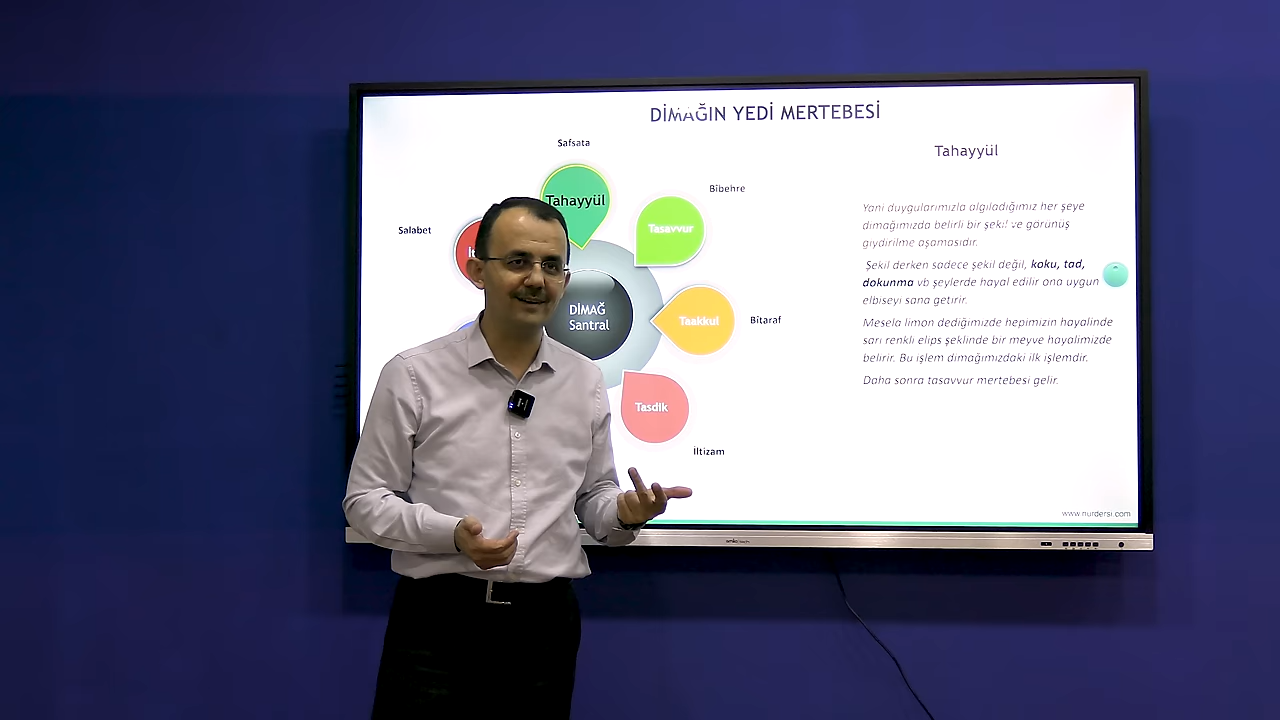 DİMAĞIN YEDİ MERTEBESİ
Safsata
Tahayyül
Bîbehre
Tahayyül
Tasavvur
Salabet
Yani duygularımızla algıladığımız her şeye
dimağımızda belirli bir şekil ve görünüş
giydirilme aşamasıdır.
Şekil derken sadece şekil değil, koku, tad,
dokunma vb şeylerde hayal edilir ona uygun
elbiseyi sana getirir.
DİMAĞ
Santral
Taakkul
Bîtaraf
Mesela limon dediğimizde hepimizin hayalinde
sarı renkli elips şeklinde bir meyve hayalimizde
belirir. Bu işlem dimağımızdaki ilk işlemdir.
Daha sonra tasavvur mertebesi gelir.
Tasdik
İltizam
www.nurdersi.com